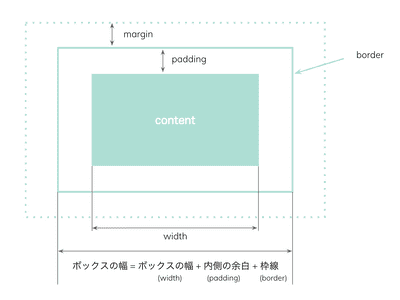 margin
padding
border
content
width
ボックスの幅 = ボックスの幅 + 内側の余白 + 枠線
(width) (padding) (border)